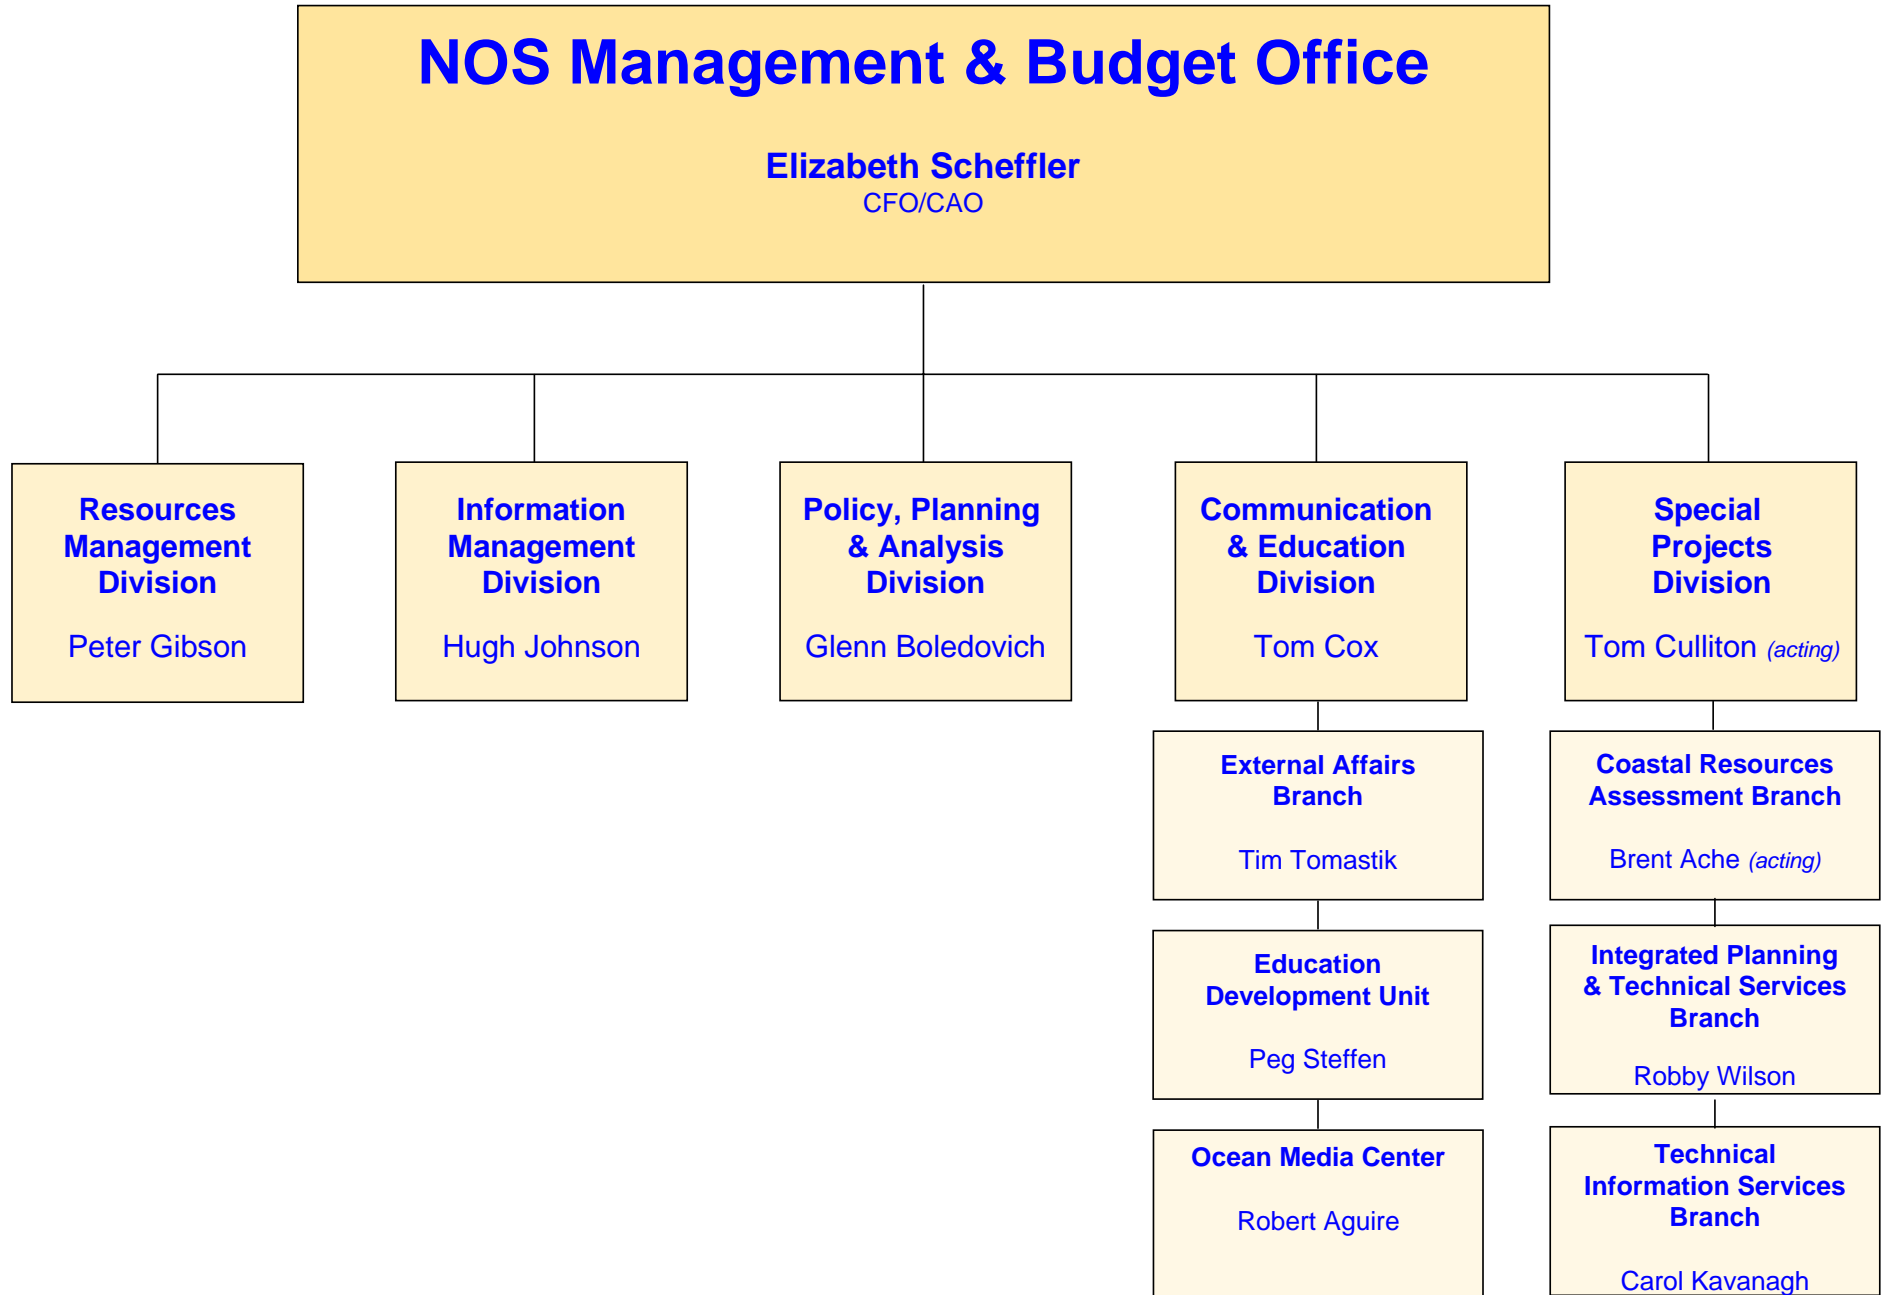 NOS Management & Budget Office
Elizabeth Scheffler
CFO/CAO
Resources
Management
Division
Peter Gibson
Information
Management
Division
Hugh Johnson
Policy, Planning
& Analysis
Division
Glenn Boledovich
Communication
& Education
Division
Tom Cox
Special
Projects
Division
Tom Culliton (acting)
External Affairs
Branch
Tim Tomastik
Education
Development Unit
Peg Steffen
Ocean Media Center
Robert Aguire
Coastal Resources
Assessment Branch
Brent Ache (acting)
Integrated Planning
& Technical Services
Branch
Robby Wilson
Technical
Information Services
Branch
Carol Kavanagh